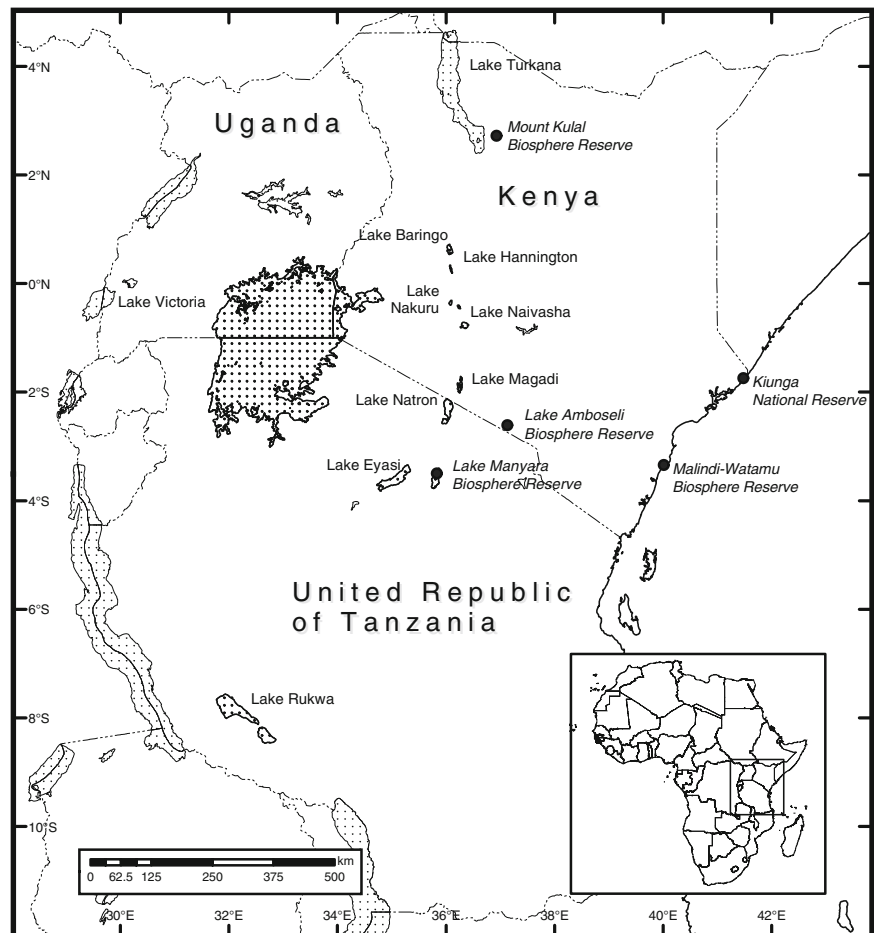 4°N
Lake Turkana
Uganda
Mount Kulal
Biosphere Reserve
2°N
Kenya
Lake Baringo
Lake Hannington
0°N
Lake Victoria
Lake
Nakuru
Lake Naivasha
Lake Magadi
Kiunga
National Reserve
2°S
Lake Natron
Lake Amboseli
Biosphere Reserve
Lake Eyasi
Lake Manyara
Biosphere Reserve
Malindi-Watamu
Biosphere Reserve
4°S
United Republic
of Tanzania
6°S
Lake Rukwa
8°S
10°S
km
0 62.5 125 250 375 500
30°E 32°E 34°E 36°E 38°E 40°E 42°E